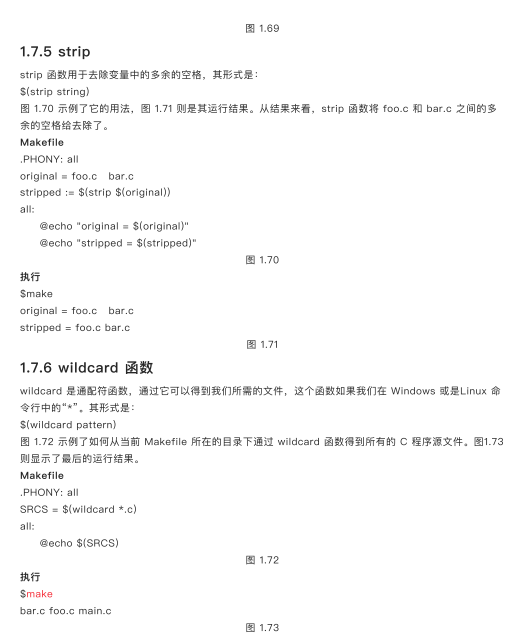 图 1.69
1.7.5 strip
strip 函数用于去除变量中的多余的空格，其形式是：
$(strip string)
图 1.70 示例了它的用法，图 1.71 则是其运行结果。从结果来看，strip 函数将 foo.c 和 bar.c 之间的多
余的空格给去除了。
Makefile
.PHONY: all
original = foo.c   bar.c
stripped := $(strip $(original))
all:
@echo "original = $(original)"
@echo "stripped = $(stripped)"
图 1.70
执行
$make
original = foo.c   bar.c
stripped = foo.c bar.c
图 1.71
1.7.6 wildcard 函数
wildcard 是通配符函数，通过它可以得到我们所需的文件，这个函数如果我们在 Windows 或是Linux 命
令行中的“*”。其形式是：
$(wildcard pattern)
图 1.72 示例了如何从当前 Makefile 所在的目录下通过 wildcard 函数得到所有的 C 程序源文件。图1.73
则显示了最后的运行结果。
Makefile
.PHONY: all
SRCS = $(wildcard *.c)
all:
@echo $(SRCS)
图 1.72
执行
$make
bar.c foo.c main.c
图 1.73